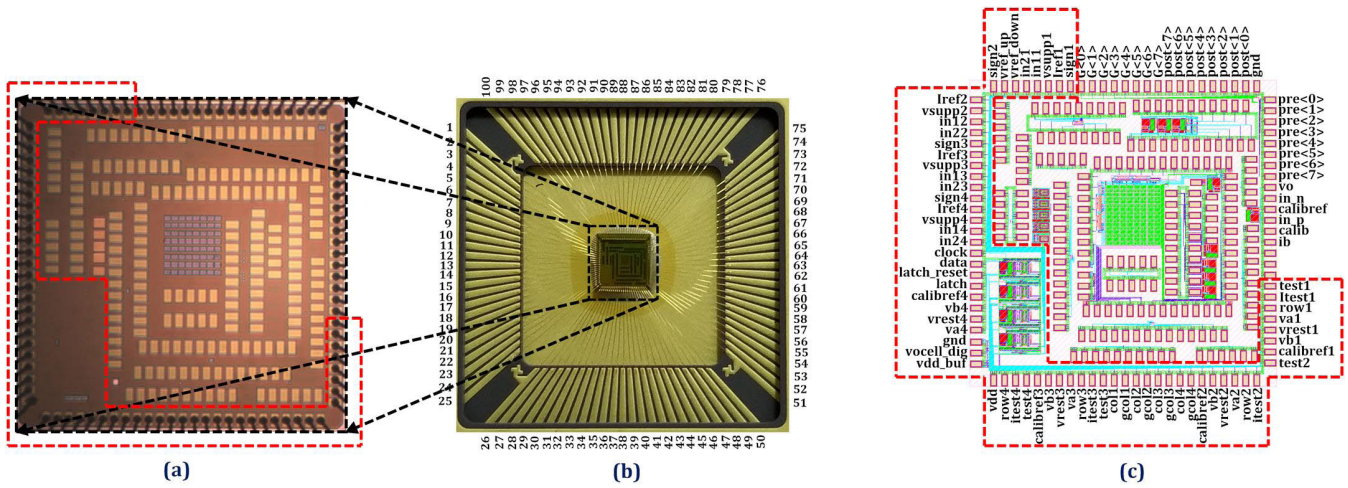 100
99
98
97
96
95
94
93
92
91
90
89
88
87
86
85
84
83
82
81
80
79
78
77
76
1
2
3
4
5
6
7
8
9
10
11
12
13
14
15
16
17
18
19
20
21
22
23
24
25
75
74
73
72
71
70
69
68
67
66
65
64
63
62
61
60
59
58
57
56
55
54
53
52
51
26
27
28
29
30
31
32
33
34
35
36
37
38
39
40
41
42
43
44
45
46
47
48
49
50
sign2
vref_up
vref_down
in21
in11
vsupp1
Iref1
sign1
G<0>
G<1>
G<2>
G<3>
G<4>
G<5>
G<6>
G<7>
post<7>
post<6>
post<5>
post<4>
post<3>
post<2>
post<1>
post<0>
gnd
Iref2
vsupp2
in12
in22
sign3
Iref3
vsupp3
in13
in23
sign4
Iref4
vsupp4
in14
in24
clock
data
latch_reset
latch
calibref4
vb4
vrest4
va4
gnd
vocell_dig
vdd_buf
pre<0>
pre<1>
pre<2>
pre<3>
pre<4>
pre<5>
pre<6>
pre<7>
vo
in_n
calibref
in_p
calib
ib
test1
Itest1
row1
va1
vrest1
vb1
calibref1
test2
vdd
row4
itest4
test4
calibref3
vb3
vrest3
va3
row3
itest3
test3
col1
gcol1
col2
gcol2
col3
gcol3
col4
gcol4
calibref2
vb2
vrest2
va2
row2
itest2
(a)
(b)
(c)